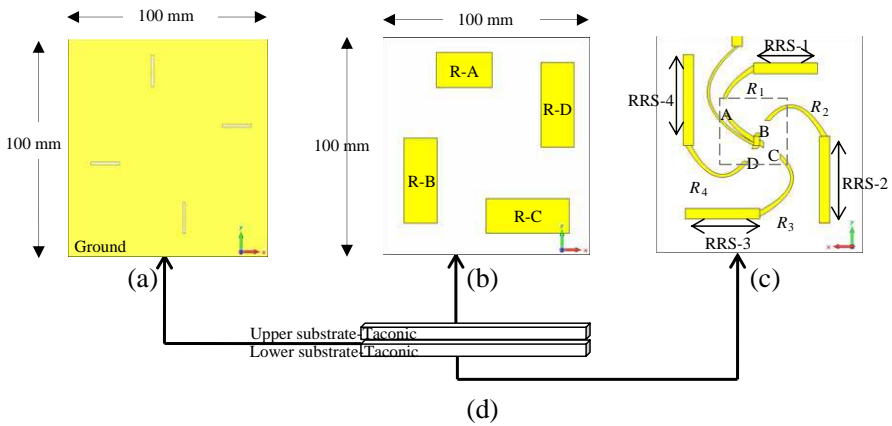 100 mm
100 mm
Ground
(a)
100 mm
100 mm
R-A
R-D
R-B
R-C
(b)
RRS-1
RRS-4
R1
R2
A
B
C
D
RRS-2
R4
R3
RRS-3
(c)
Upper substrate-Taconic
Lower substrate-Taconic
(d)